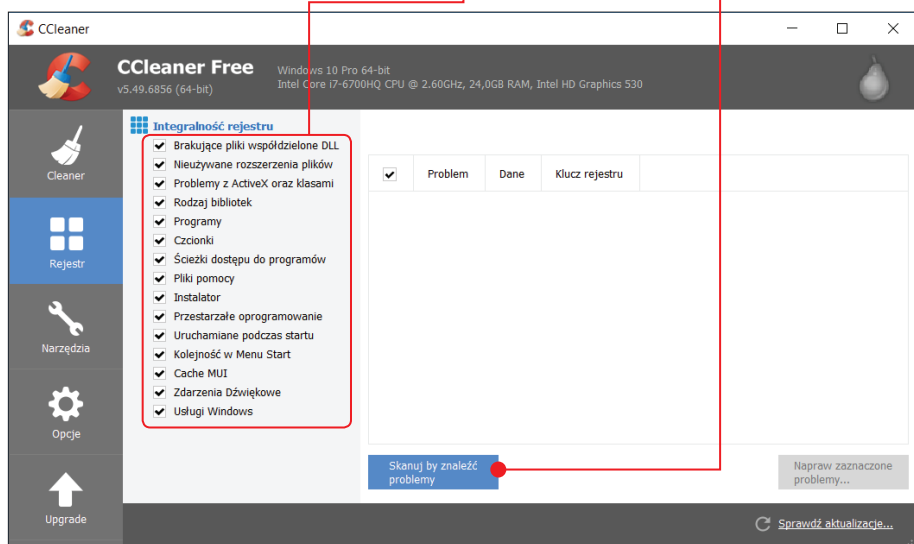 CCleaner
CCleaner Free
v5.49.6856 (64-bit)
Windows 10 Pro 64-bit
Intel Core i7-6700HQ CPU @ 2.60GHz, 24,0GB RAM, Intel HD Graphics 530
Cleaner
Rejestr
Narzędzia
Opcje
Upgrade
Integralność rejestru
Brakujące pliki współdzielone DLL
Nieużywane rozszerzenia plików
Problemy z ActiveX oraz klasami
Rodzaj bibliotek
Programy
Czcionki
Ścieżki dostępu do programów
Pliki pomocy
Instalator
Przestarzałe oprogramowanie
Uruchamiane podczas startu
Kolejność w Menu Start
Cache MUI
Zdarzenia Dźwiękowe
Usługi Windows
Problem Dane Klucz rejestru
Skanuj by znaleźć
problemy
Napraw zaznaczone
problemy...
Sprawdź aktualizacje...